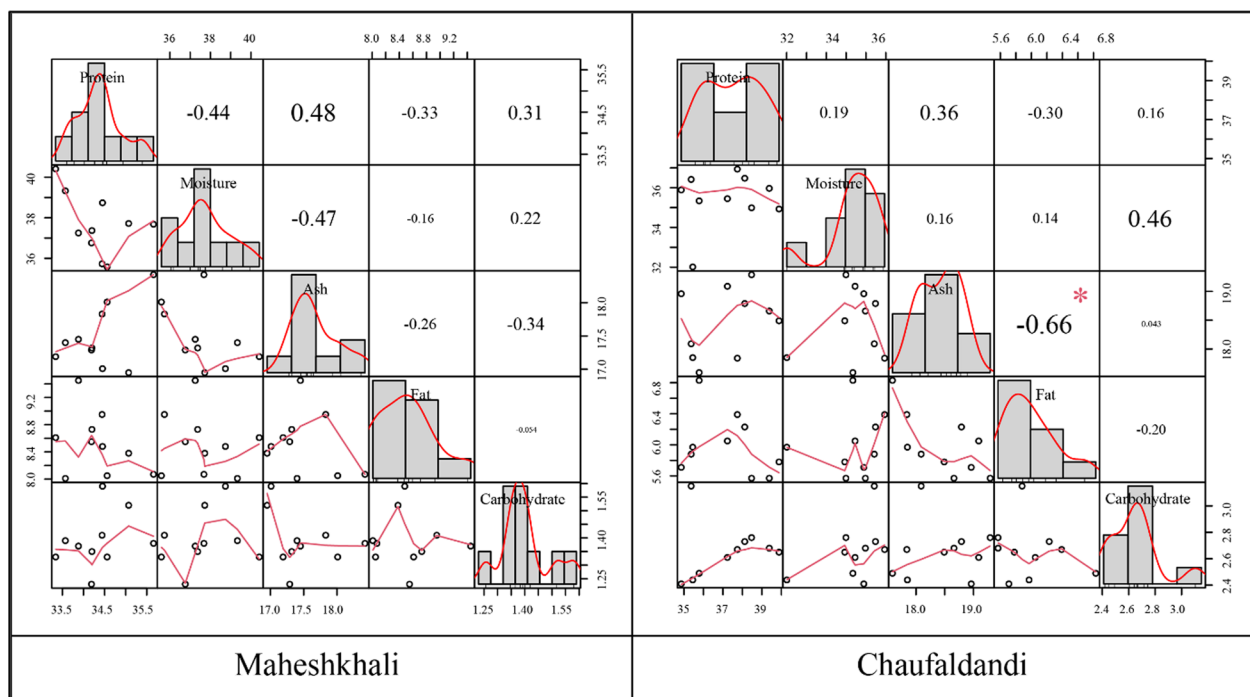 36 38 40
8.0 8.4 8.8 9.2
Protein
-0.44
0.48
-0.33
0.31
33.5 34.5 35.5
36 38 40
Moisture
-0.47
-0.16
0.22
Ash
-0.26
-0.34
17.0 17.5 18.0
8.0 8.4 8.8 9.2
Fat
-0.054
Carbohydrate
1.25 1.40 1.55
33.5 34.5 35.5
17.0 17.5 18.0
1.25 1.40 1.55
Maheshkhali
32 34 36
5.6 6.0 6.4 6.8
Protein
0.19
0.36
-0.30
0.16
35 37 39
32 34 36
Moisture
0.16
0.14
0.46
Ash
-0.66 *
0.043
18.0 19.0
5.6 6.0 6.4 6.8
Fat
-0.20
Carbohydrate
2.4 2.6 2.8 3.0
35 37 39
18.0 19.0
2.4 2.6 2.8 3.0
Chaufaldandi